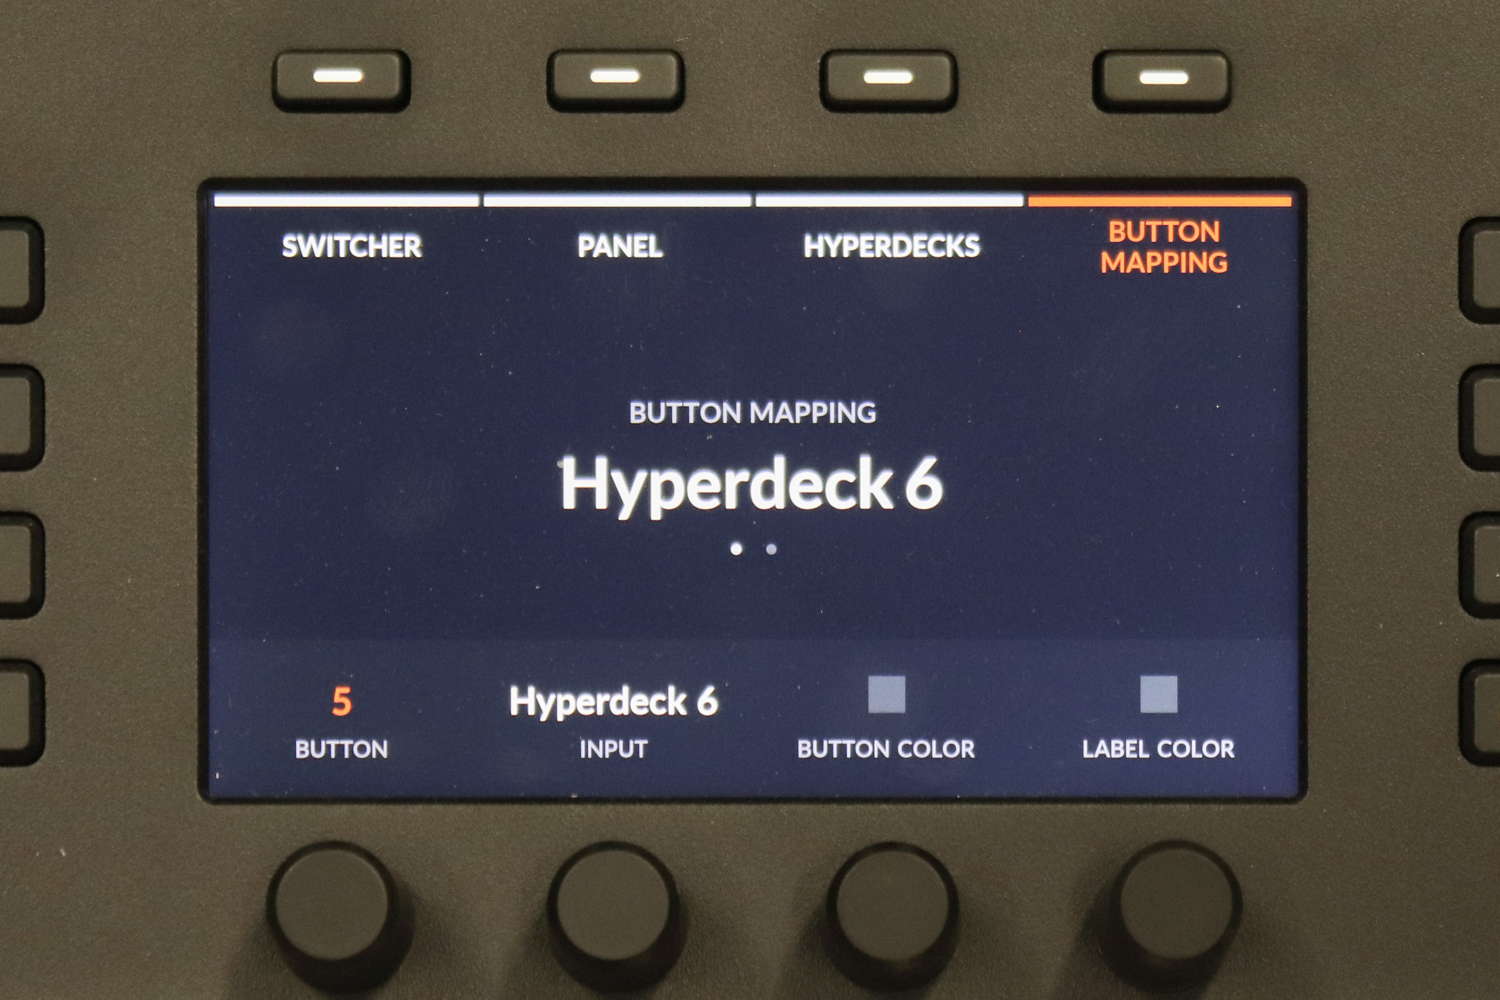 SWITCHER PANEL HYPERDECKS BUTTON
MAPPING
BUTTON MAPPING
Hyperdeck 6
5 Hyperdeck 6
BUTTON INPUT BUTTON COLOR LABEL COLOR